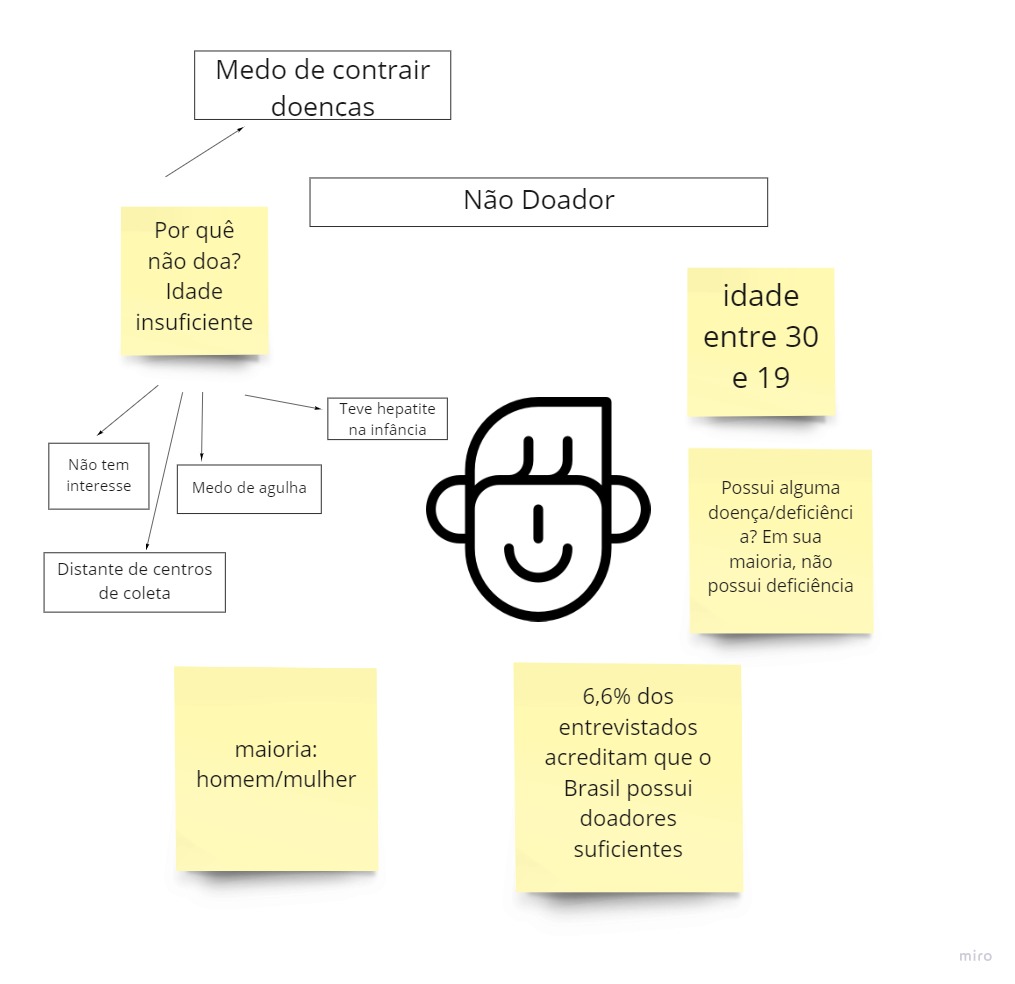 Medo de contrair
doencas
Não Doador
Por quê
não doa?
Idade
insuficiente
idade
entre 30
e 19
Teve hepatite
na infância
Não tem
interesse
Medo de agulha
Possui alguma
doença/deficiênci
a? Em sua
maioria, não
possui deficiência
Distante de centros
de coleta
maioria:
homem/mulher
6,6% dos
entrevistados
acreditam que o
Brasil possui
doadores
suficientes
miro